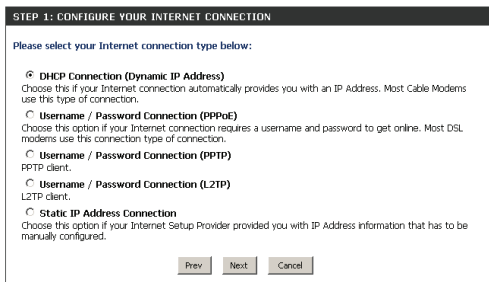 STEP 1: CONFIGURE YOUR INTERNET CONNECTION
Please select your Internet connection type below:
DHCP Connection (Dynamic IP Address)
Choose this if your Internet connection automatically provides you with an IP Address. Most Cable Modems
use this type of connection.
Username / Password Connection (PPPoE)
Choose this option if your Internet connection requires a username and password to get online. Most DSL
modems use this connection type of connection.
Username / Password Connection (PPTP)
PPTP client.
Username / Password Connection (L2TP)
L2TP client.
Static IP Address Connection
Choose this option if your Internet Setup Provider provided you with IP Address information that has to be
manually configured.
Prev Next Cancel